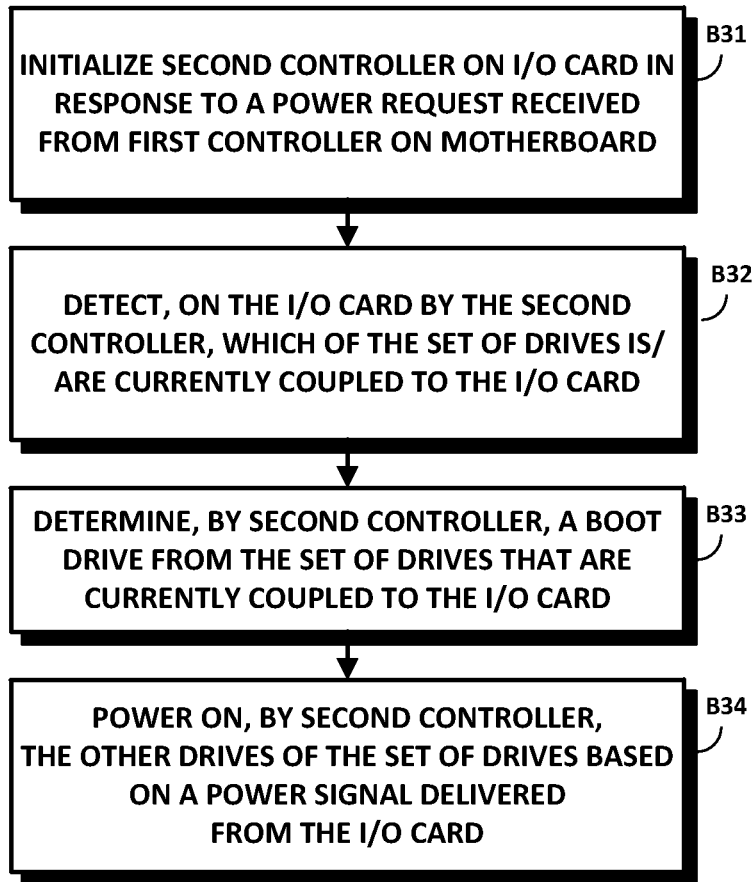 B31
INITIALIZE SECOND CONTROLLER ON I/O CARD IN
RESPONSE TO A POWER REQUEST RECEIVED
FROM FIRST CONTROLLER ON MOTHERBOARD
B32
DETECT, ON THE I/O CARD BY THE SECOND
CONTROLLER, WHICH OF THE SET OF DRIVES IS/
ARE CURRENTLY COUPLED TO THE I/O CARD
B33
DETERMINE, BY SECOND CONTROLLER, A BOOT
DRIVE FROM THE SET OF DRIVES THAT ARE
CURRENTLY COUPLED TO THE I/O CARD
B34
POWER ON, BY SECOND CONTROLLER,
THE OTHER DRIVES OF THE SET OF DRIVES BASED
ON A POWER SIGNAL DELIVERED
FROM THE I/O CARD